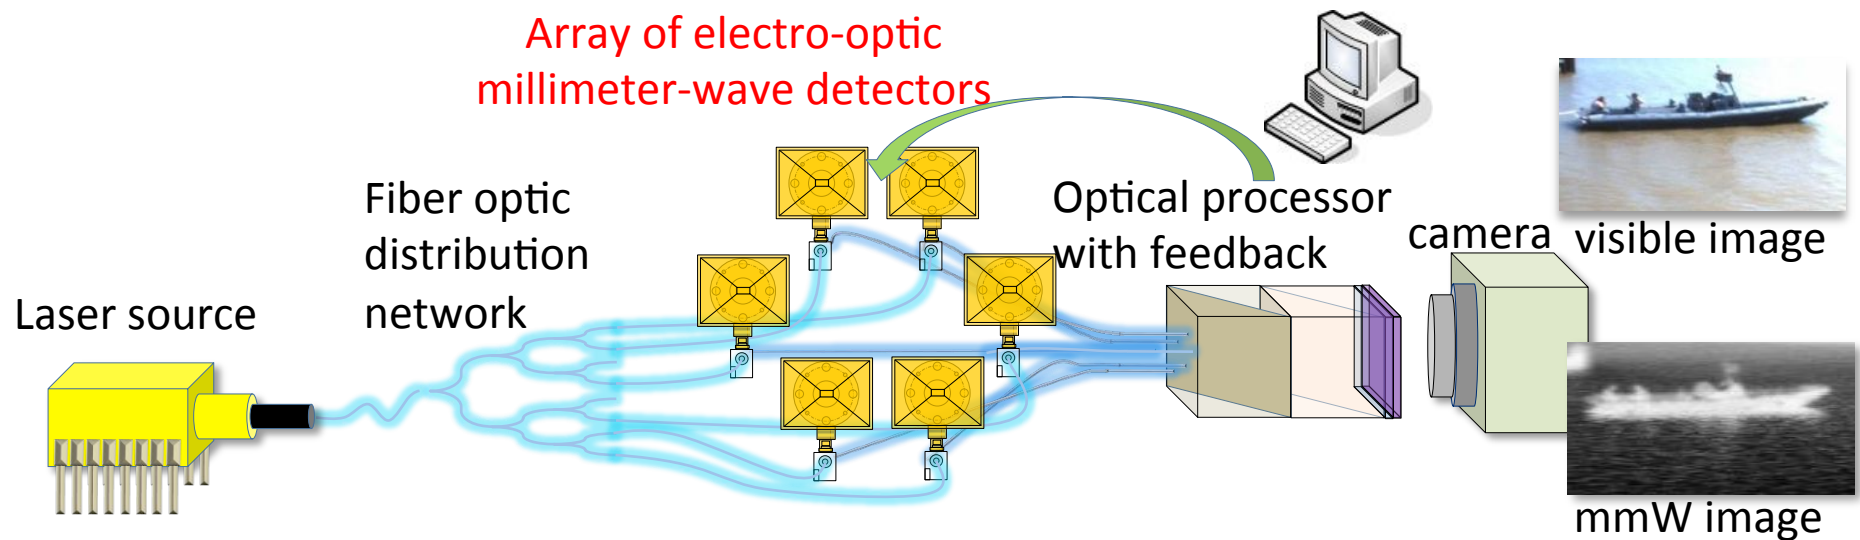 Array of electro-optic
millimeter-wave detectors
Fiber optic
distribution
network
Laser source
Optical processor
with feedback
camera
visible image
mmW image